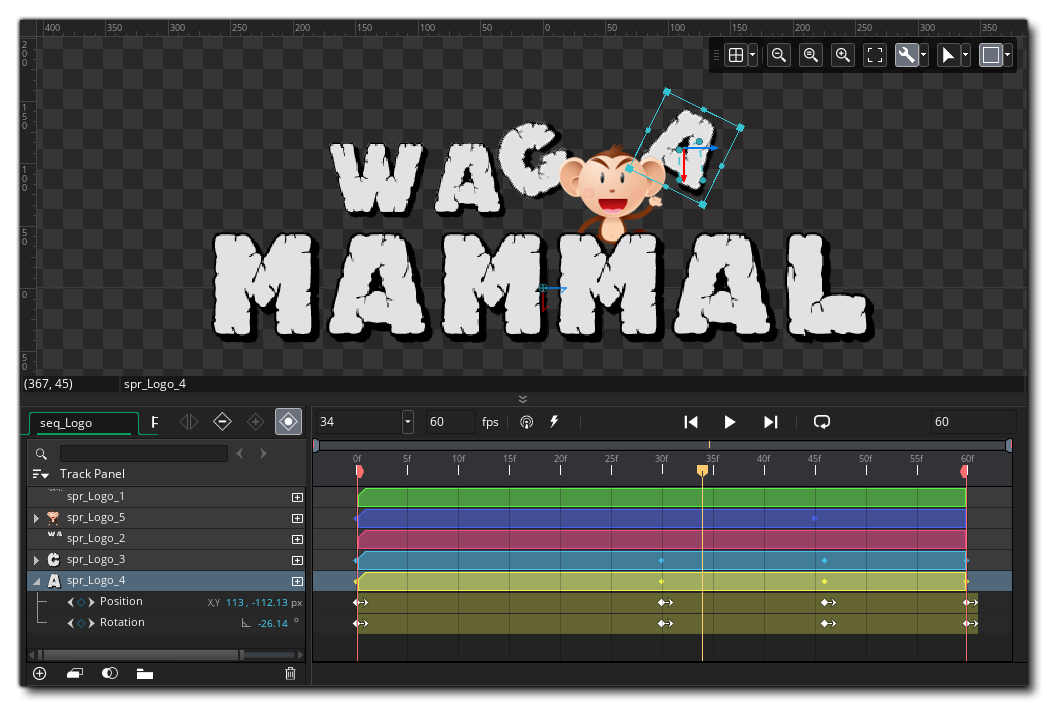 400 350 300 250 200 150 100 50 0 50 100 150 200 250 300 350
200
150
100
50
0
50
WAG A
MAMMAL
(367, 45) spr_Logo_4
seq_Logo
34 60 fps 60
Track Panel
0f 5f 10f 15f 20f 25f 30f 35f 40f 45f 50f 55f 60f
spr_Logo_1
spr_Logo_5
spr_Logo_2
spr_Logo_3
spr_Logo_4
Position X,Y 113, -112.13 px
Rotation -26.14 °